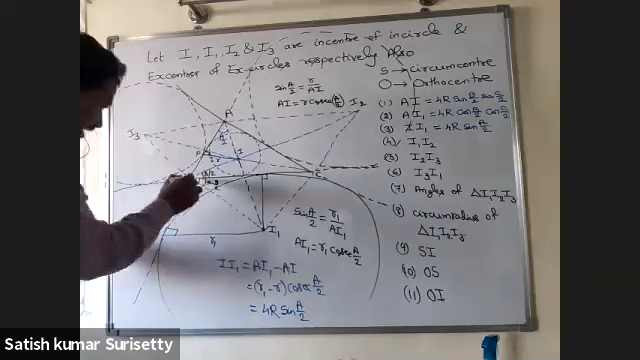 Let I, I₁, I₂ & I₃ are incentre of incircle &
Excentres of Excircles respectively Also
S → circumcentre
O → Orthocentre
sin A/2 = r/AI
AI = r cosec(A/2)
(1) AI = 4R sin B/2 sin C/2
(2) AI₁ = 4R cos B/2 cos C/2
(3) II₁ = 4R sin A/2
(4) I₁I₂
(5) I₂I₃
(6) I₃I₁
(7) Angles of ΔI₁I₂I₃
(8) circumradius of
ΔI₁I₂I₃
(9) SI
(10) OS
(11) OI
I₃
A
I₂
A/2
I
C
I₁
r₁
sin A/2 = r₁/AI₁
AI₁ = r₁ cosec A/2
II₁ = AI₁ - AI
= (r₁ - r) cosec A/2
= 4R sin A/2
Satish kumar Surisetty